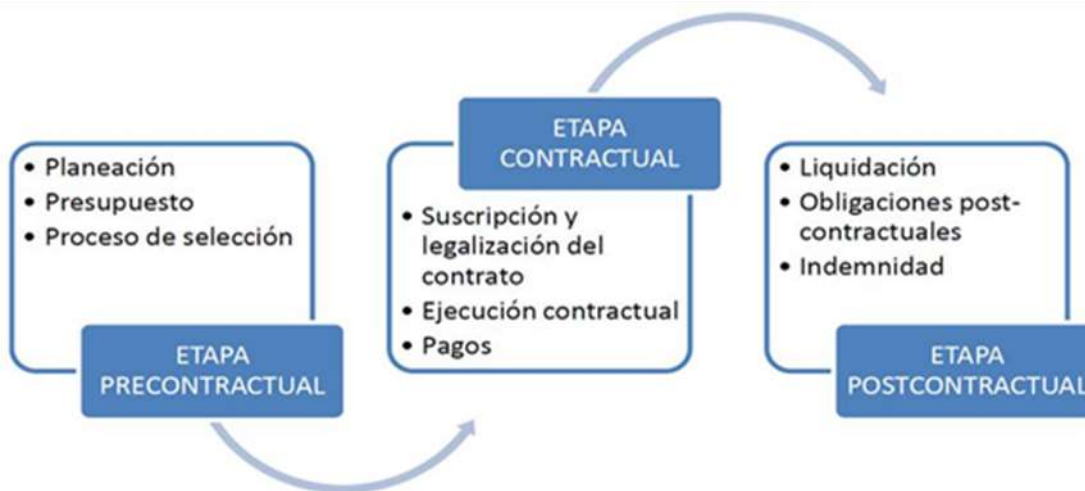 • Planeación
• Presupuesto
• Proceso de selección
ETAPA
PRECONTRACTUAL
ETAPA
CONTRACTUAL
• Suscripción y
legalización del
contrato
• Ejecución contractual
• Pagos
• Liquidación
• Obligaciones post-
contractuales
• Indemnidad
ETAPA
POSTCONTRACTUAL